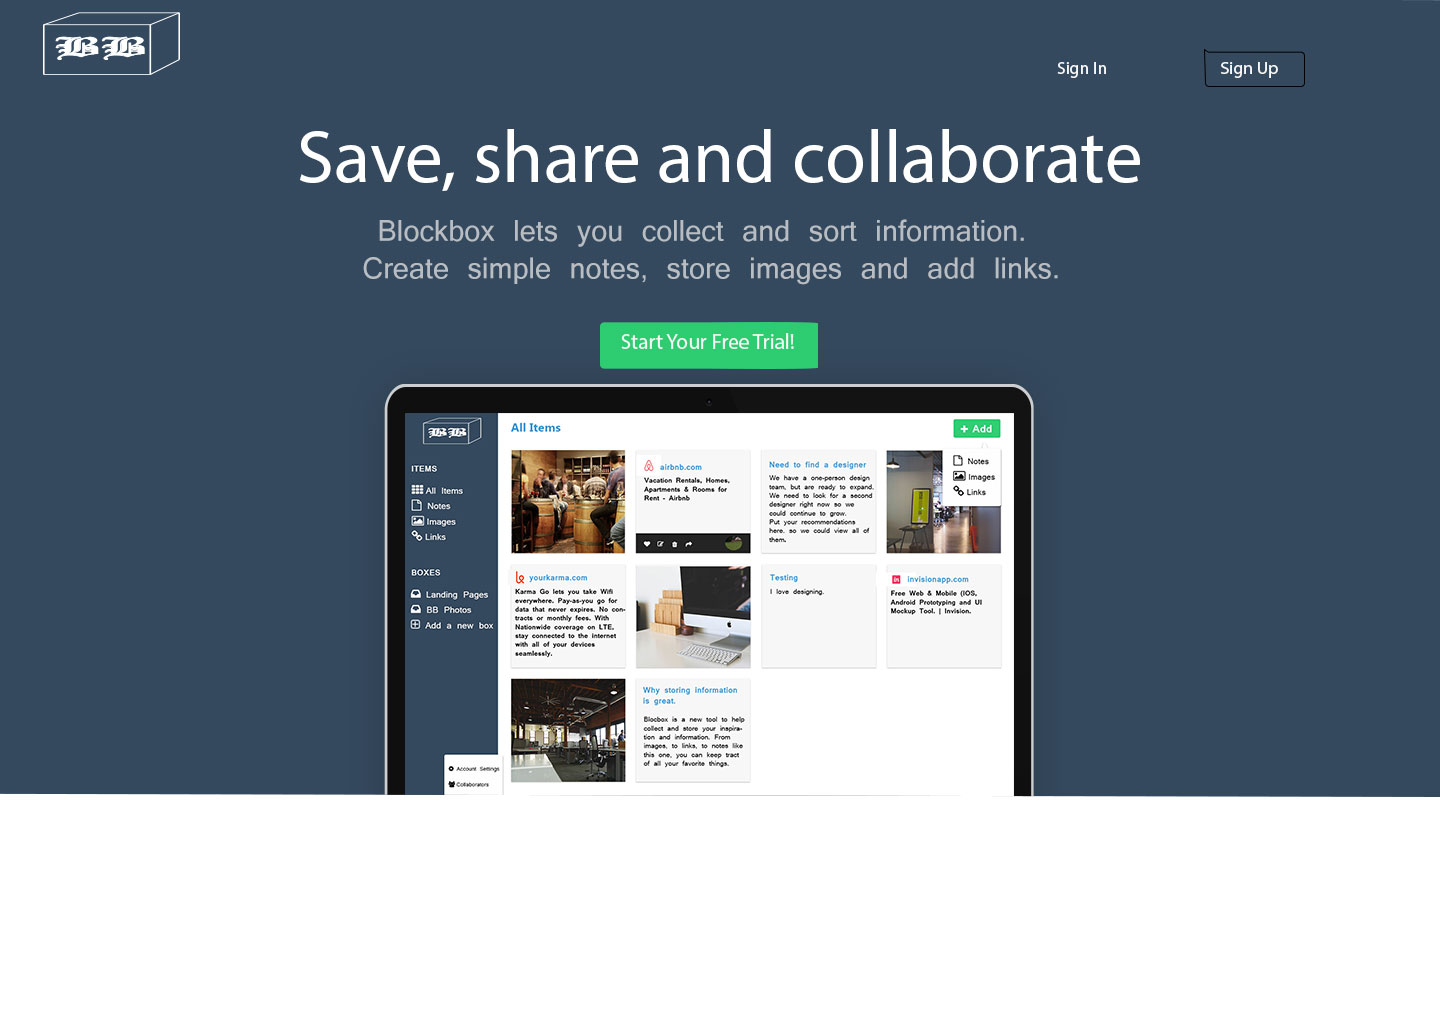 BB
Sign In
Sign Up
Save, share and collaborate
Blockbox lets you collect and sort information.
Create simple notes, store images and add links.
Start Your Free Trial!
BB
ITEMS
All Items
Notes
Images
Links
BOXES
Landing Pages
BB Photos
Add a new box
Account Settings
Collaborators
All Items
+ Add
Notes
Images
Links
airbnb.com
Vacation Rentals, Homes,
Apartments & Rooms for
Rent - Airbnb
Need to find a designer
We have a one-person design
team, but are ready to expand.
We need to look for a second
designer right now so we
could continue to grow.
Put your recommendations
here, so we could view all of
them.
yourkarma.com
Karma Go lets you take Wifi
everywhere. Pay-as-you go for
data that never expires. No con-
tracts or monthly fees. With
Nationwide coverage on LTE,
stay connected to the internet
with all of your devices
seamlessly.
Testing
I love designing.
in
invisionapp.com
Free Web & Mobile (IOS,
Android Prototyping and UI
Mockup Tool. | Invision.
Why storing information
is great.
Blocbox is a new tool to help
collect and store your inspira-
tion and information. From
images, to links, to notes like
this one, you can keep tract
of all your favorite things.